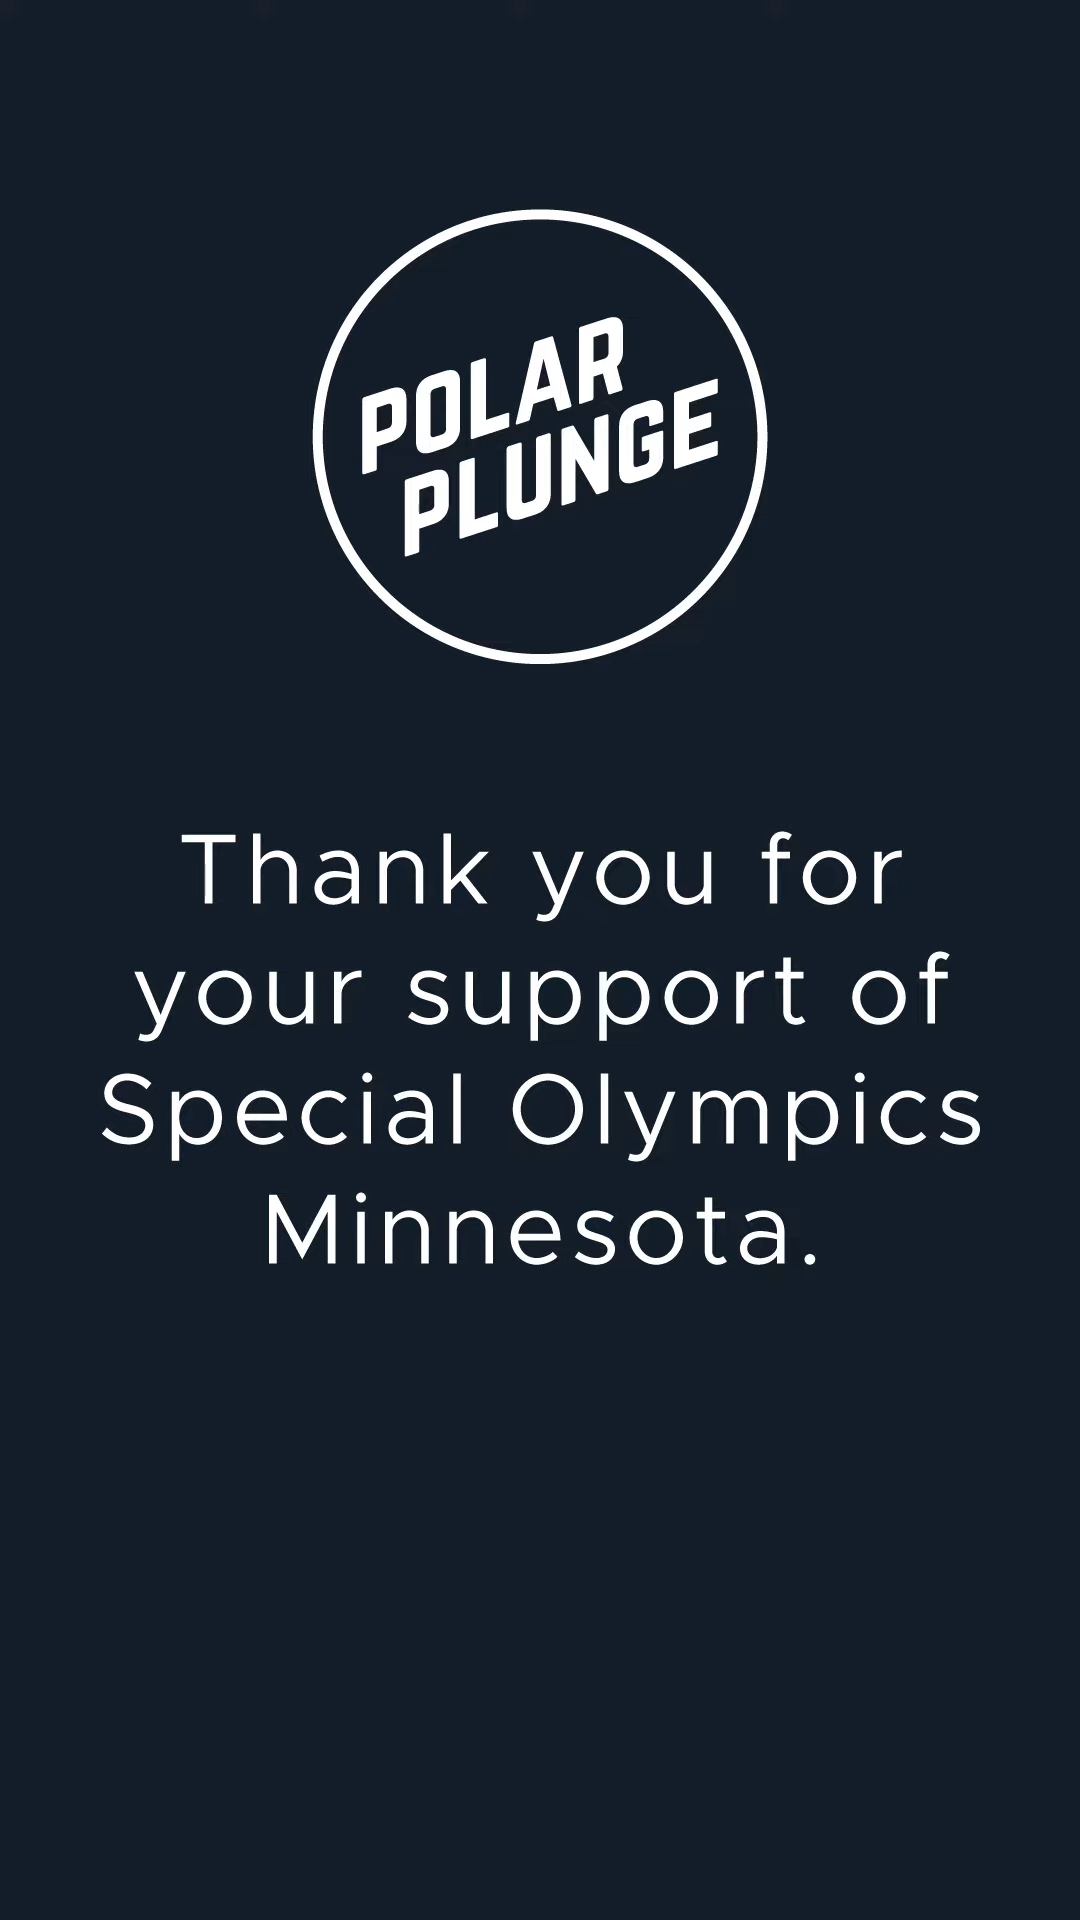 POLAR
PLUNGE
Thank you for
your support of
Special Olympics
Minnesota.